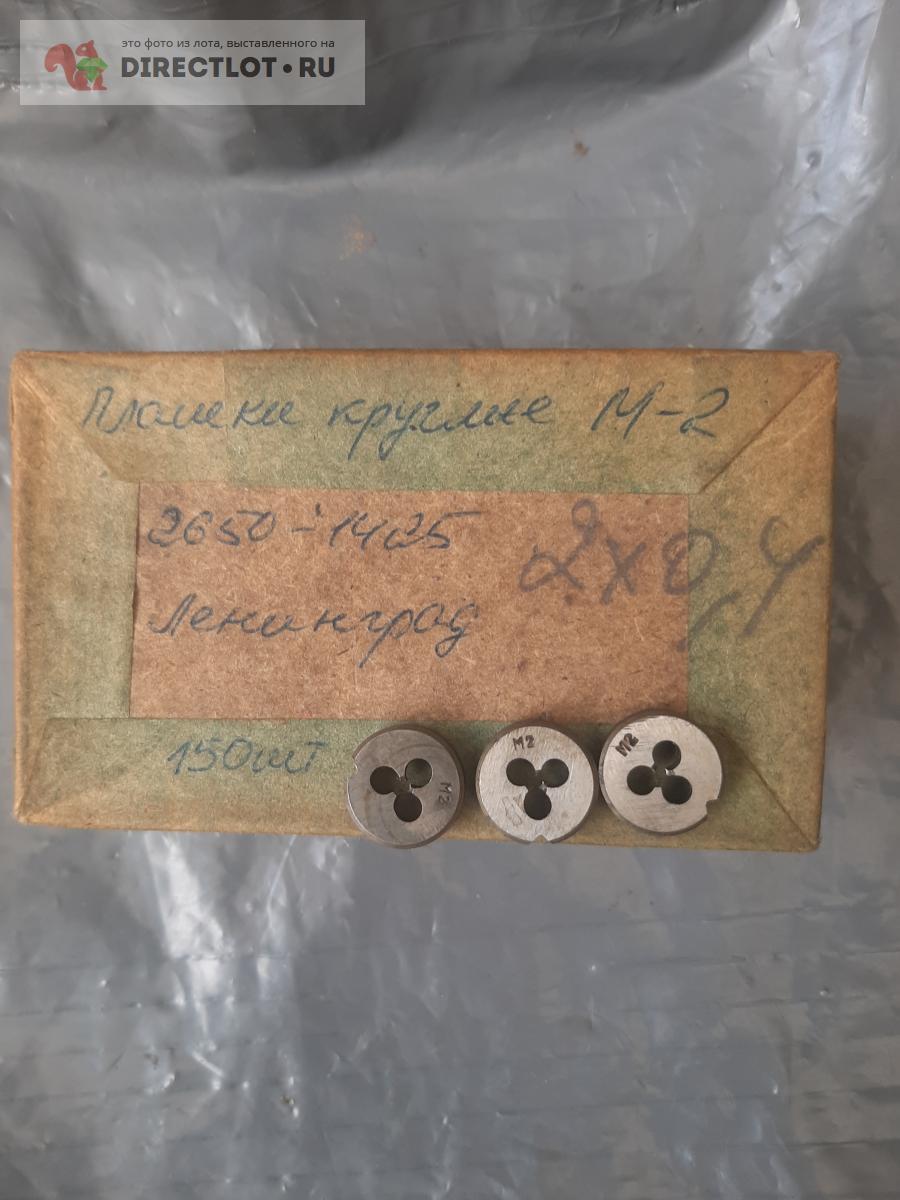 это фото из лота, выставленного на
DIRECTLOT•RU
Плашки круглые М-2
2650-1425
2х0,4
Ленинград
150шт
М2
М2
М2